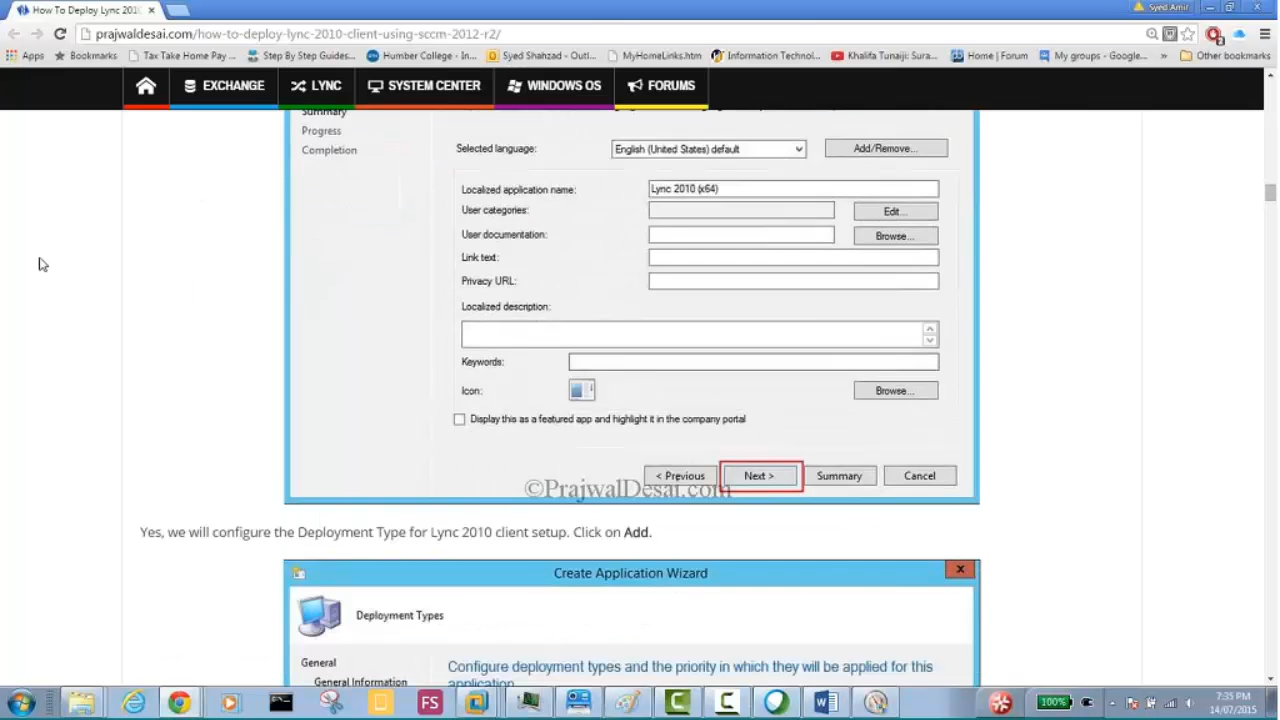 How To Deploy Lync 2010
Syed Amir
prajwaldesai.com/how-to-deploy-lync-2010-client-using-sccm-2012-r2/
Apps
Bookmarks
Tax Take Home Pay ...
Step By Step Guides...
Humber College - In...
Syed Shahzad - Outl...
MyHomeLinks.htm
Information Technol...
Khalifa Tunaiji: Sura...
Home | Forum
My groups - Google...
»
Other bookmarks
EXCHANGE
LYNC
SYSTEM CENTER
WINDOWS OS
FORUMS
Summary
Progress
Completion
Selected language:
English (United States) default
Add/Remove...
Localized application name:
Lync 2010 (x64)
User categories:
Edit...
User documentation:
Browse...
Link text:
Privacy URL:
Localized description:
Keywords:
Icon:
Browse...
Display this as a featured app and highlight it in the company portal
< Previous
Next >
Summary
Cancel
©PrajwalDesai.com
Yes, we will configure the Deployment Type for Lync 2010 client setup. Click on Add.
Create Application Wizard
x
Deployment Types
General
General Information
Configure deployment types and the priority in which they will be applied for this
application.
FS
100%
7:35 PM
14/07/2015